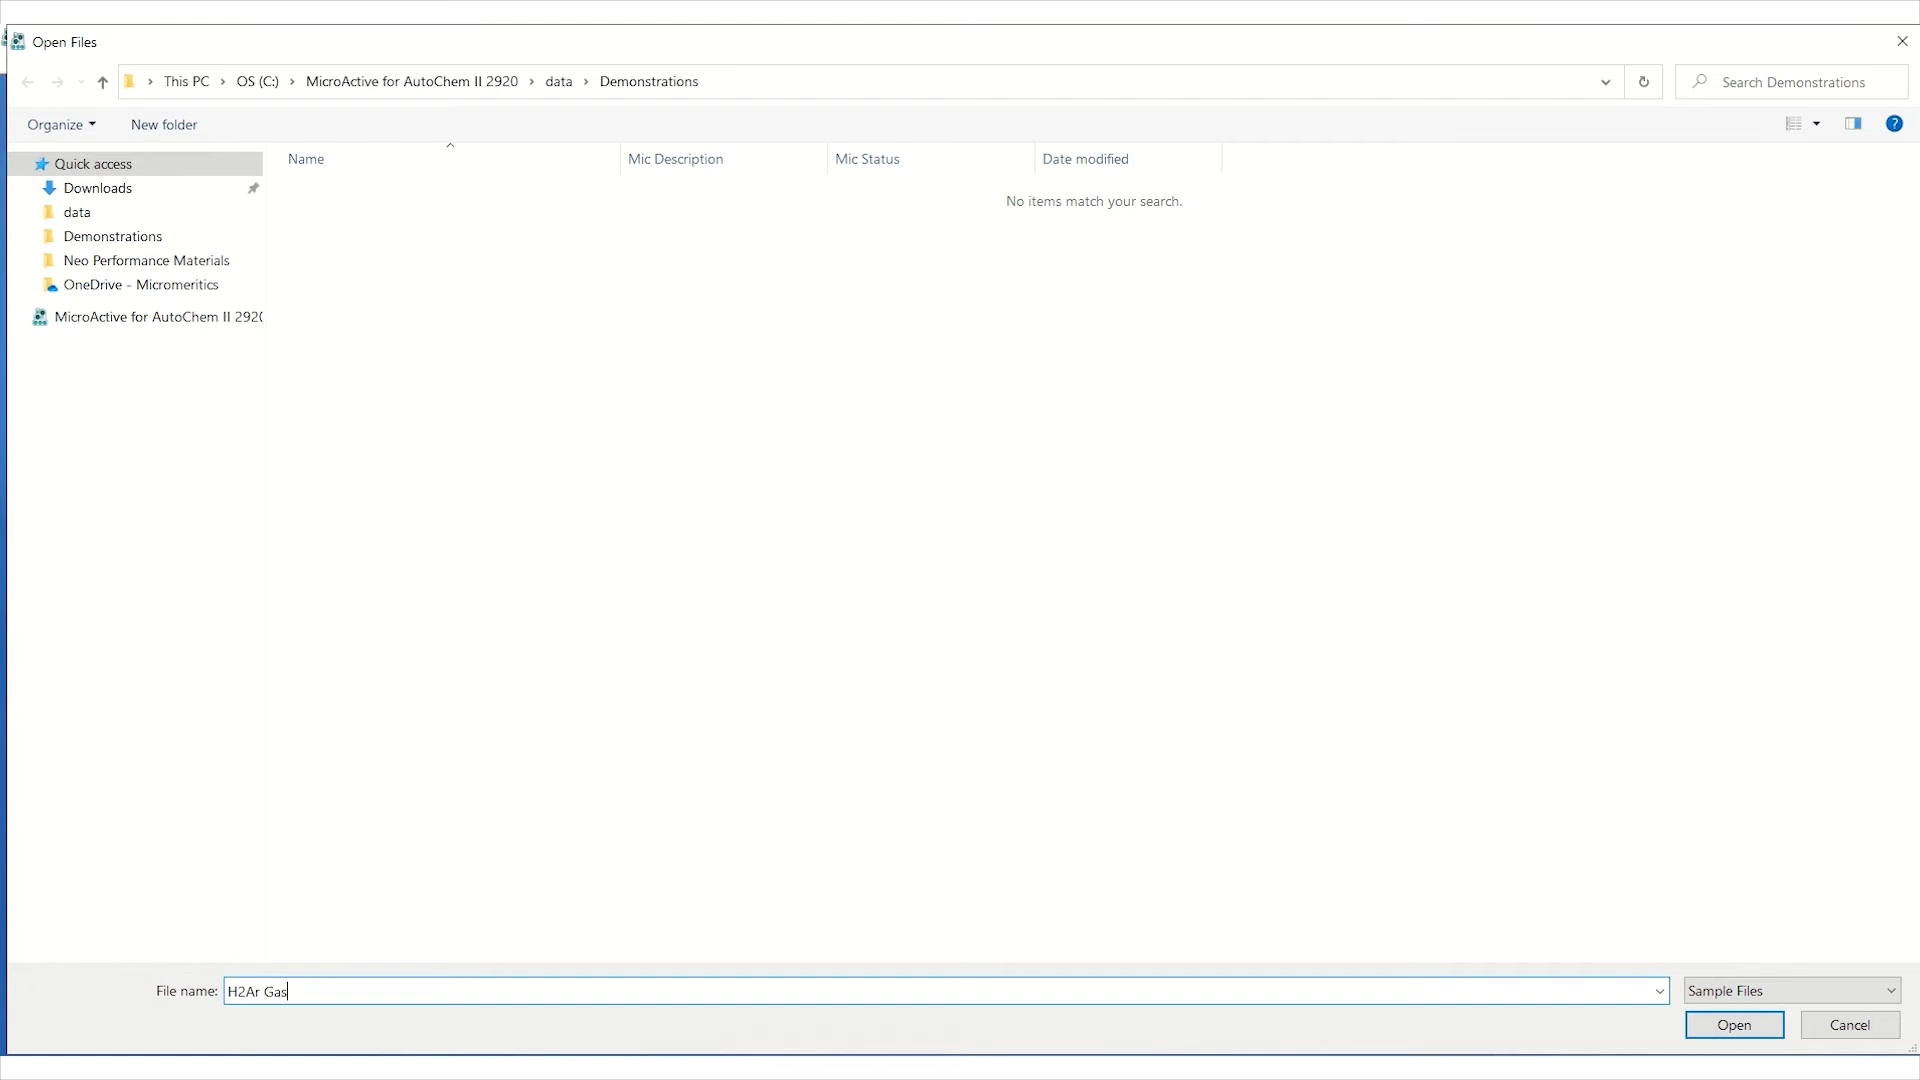 Open Files
This PC > OS (C:) > MicroActive for AutoChem II 2920 > data > Demonstrations
Search Demonstrations
Organize
New folder
?
Name
Mic Description
Mic Status
Date modified
No items match your search.
Quick access
Downloads
data
Demonstrations
Neo Performance Materials
OneDrive - Micromeritics
MicroActive for AutoChem II 2920
File name:
H2Ar Gas
Sample Files
Open
Cancel